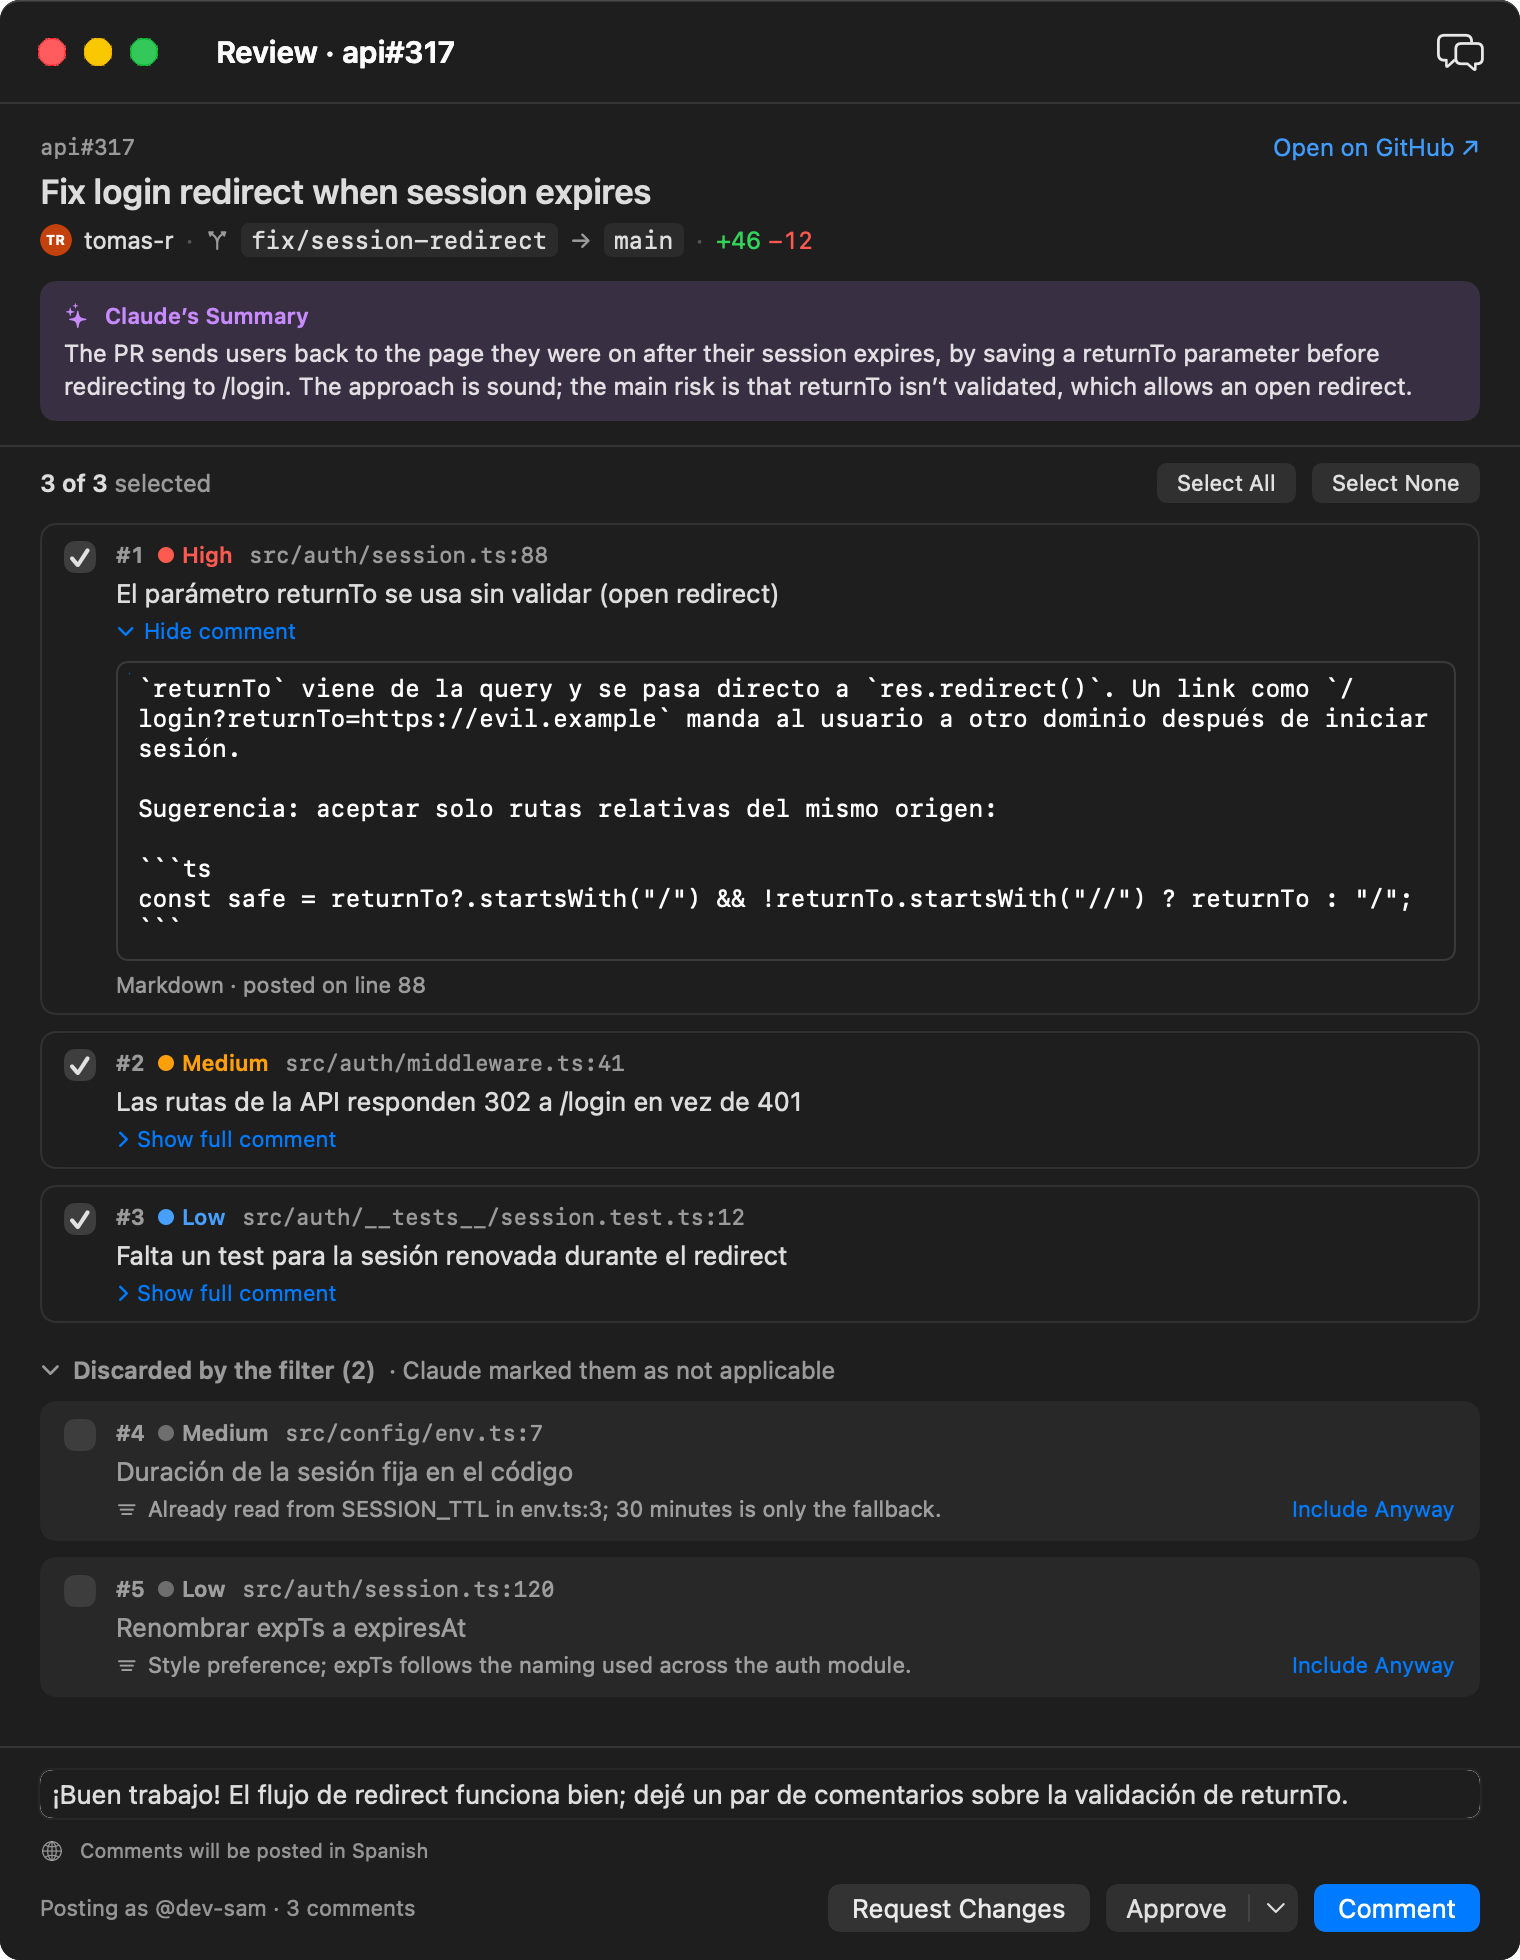 Review · api#317
api#317
Open on GitHub ↗
Fix login redirect when session expires
TR tomas-r · fix/session-redirect → main · +46 −12
Claude’s Summary
The PR sends users back to the page they were on after their session expires, by saving a returnTo parameter before
redirecting to /login. The approach is sound; the main risk is that returnTo isn’t validated, which allows an open redirect.
3 of 3 selected
Select All
Select None
#1 High src/auth/session.ts:88
El parámetro returnTo se usa sin validar (open redirect)
Hide comment
`returnTo` viene de la query y se pasa directo a `res.redirect()`. Un link como `/
login?returnTo=https://evil.example` manda al usuario a otro dominio después de iniciar
sesión.
Sugerencia: aceptar solo rutas relativas del mismo origen:
```ts
const safe = returnTo?.startsWith("/") && !returnTo.startsWith("//") ? returnTo : "/";
```
Markdown · posted on line 88
#2 Medium src/auth/middleware.ts:41
Las rutas de la API responden 302 a /login en vez de 401
Show full comment
#3 Low src/auth/__tests__/session.test.ts:12
Falta un test para la sesión renovada durante el redirect
Show full comment
Discarded by the filter (2) · Claude marked them as not applicable
#4 Medium src/config/env.ts:7
Duración de la sesión fija en el código
Already read from SESSION_TTL in env.ts:3; 30 minutes is only the fallback.
Include Anyway
#5 Low src/auth/session.ts:120
Renombrar expTs a expiresAt
Style preference; expTs follows the naming used across the auth module.
Include Anyway
¡Buen trabajo! El flujo de redirect funciona bien; dejé un par de comentarios sobre la validación de returnTo.
Comments will be posted in Spanish
Posting as @dev-sam · 3 comments
Request Changes
Approve
Comment